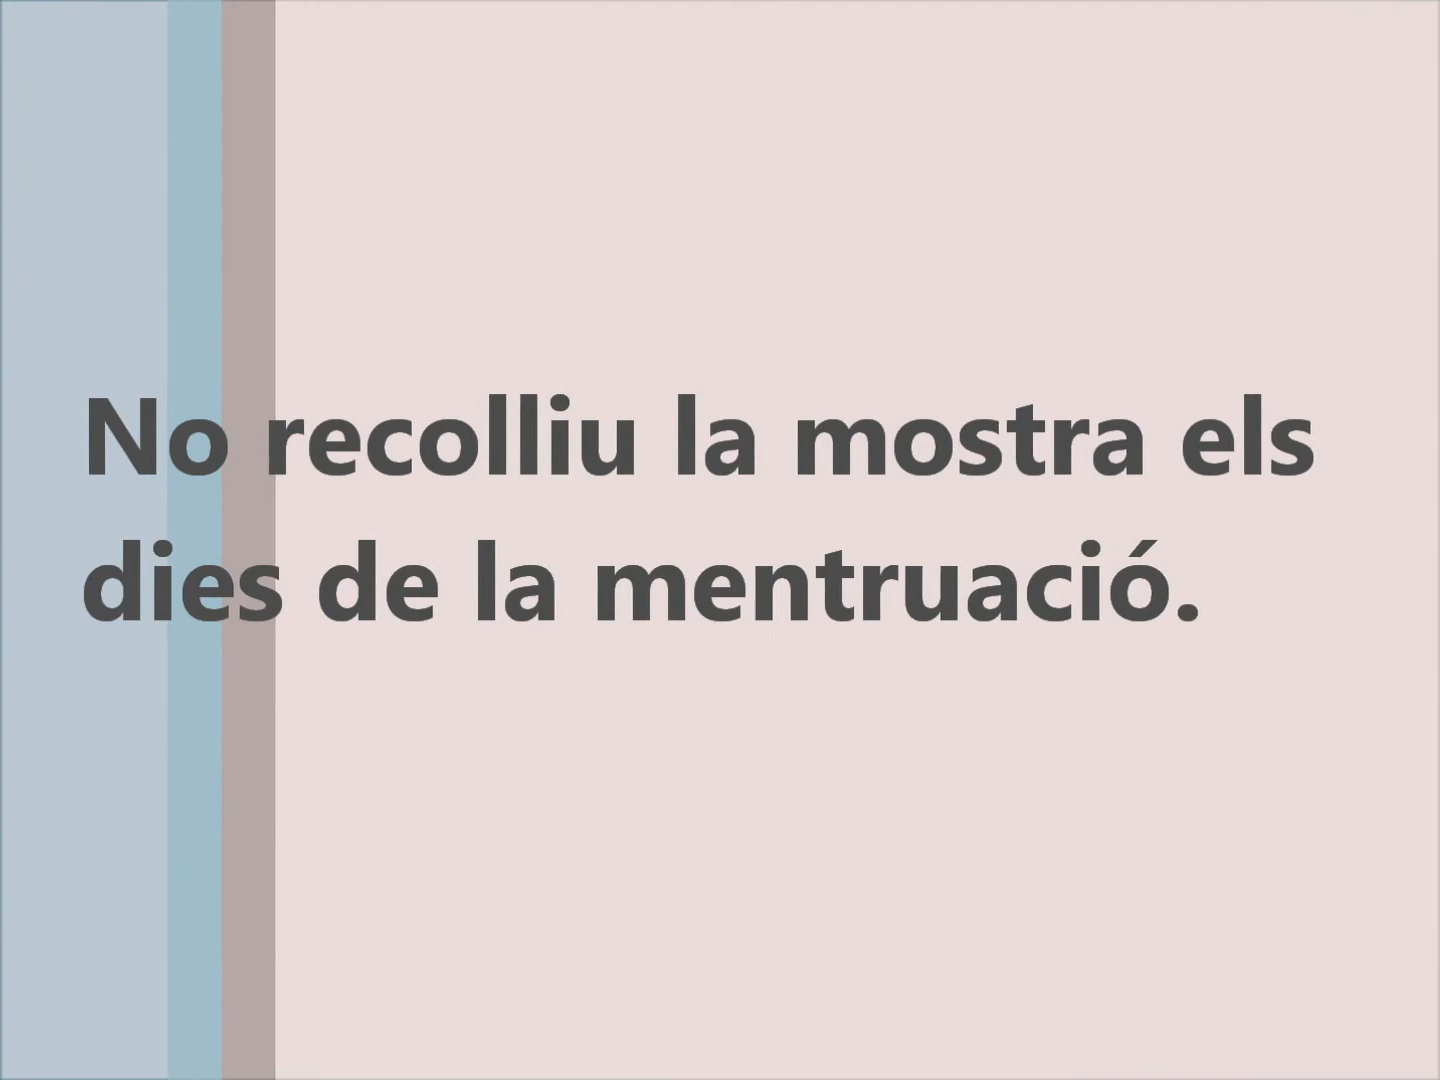 No recolliu la mostra els
dies de la mentruació.